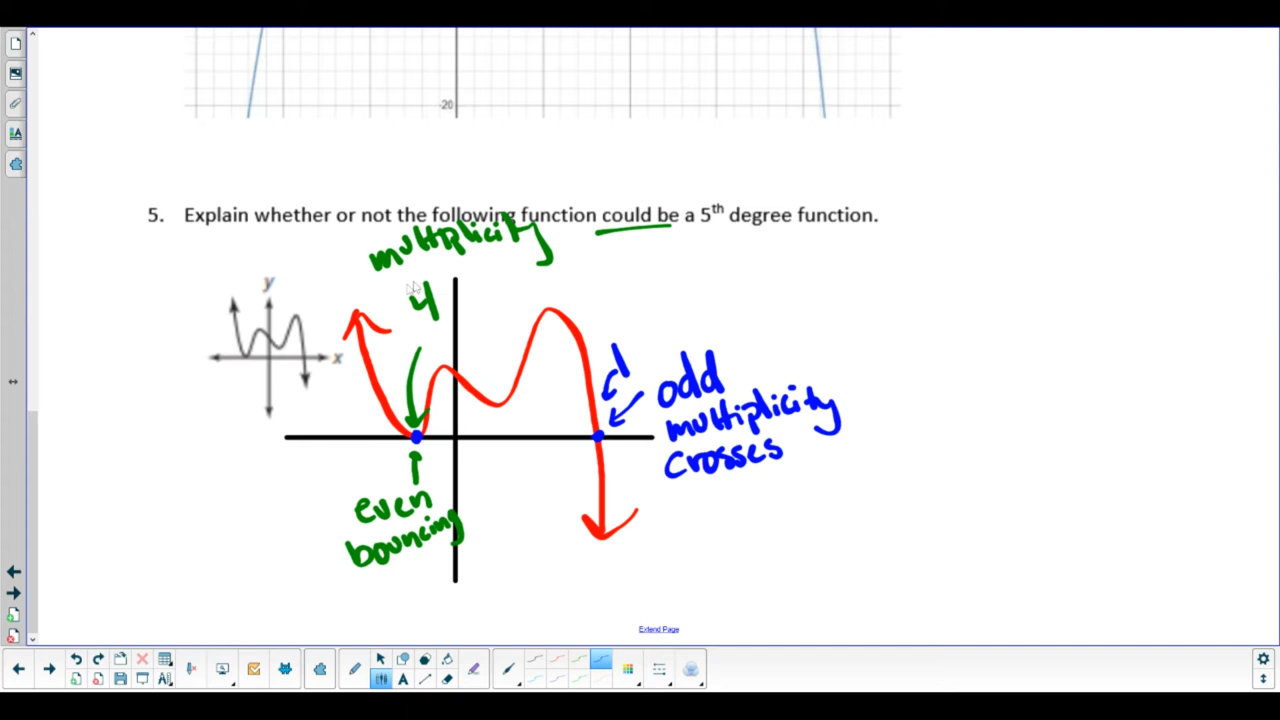 -20
5. Explain whether or not the following function could be a 5th degree function.
multiplicity
4
y
x
1
odd
multiplicity
crosses
even
bouncing
Extend Page